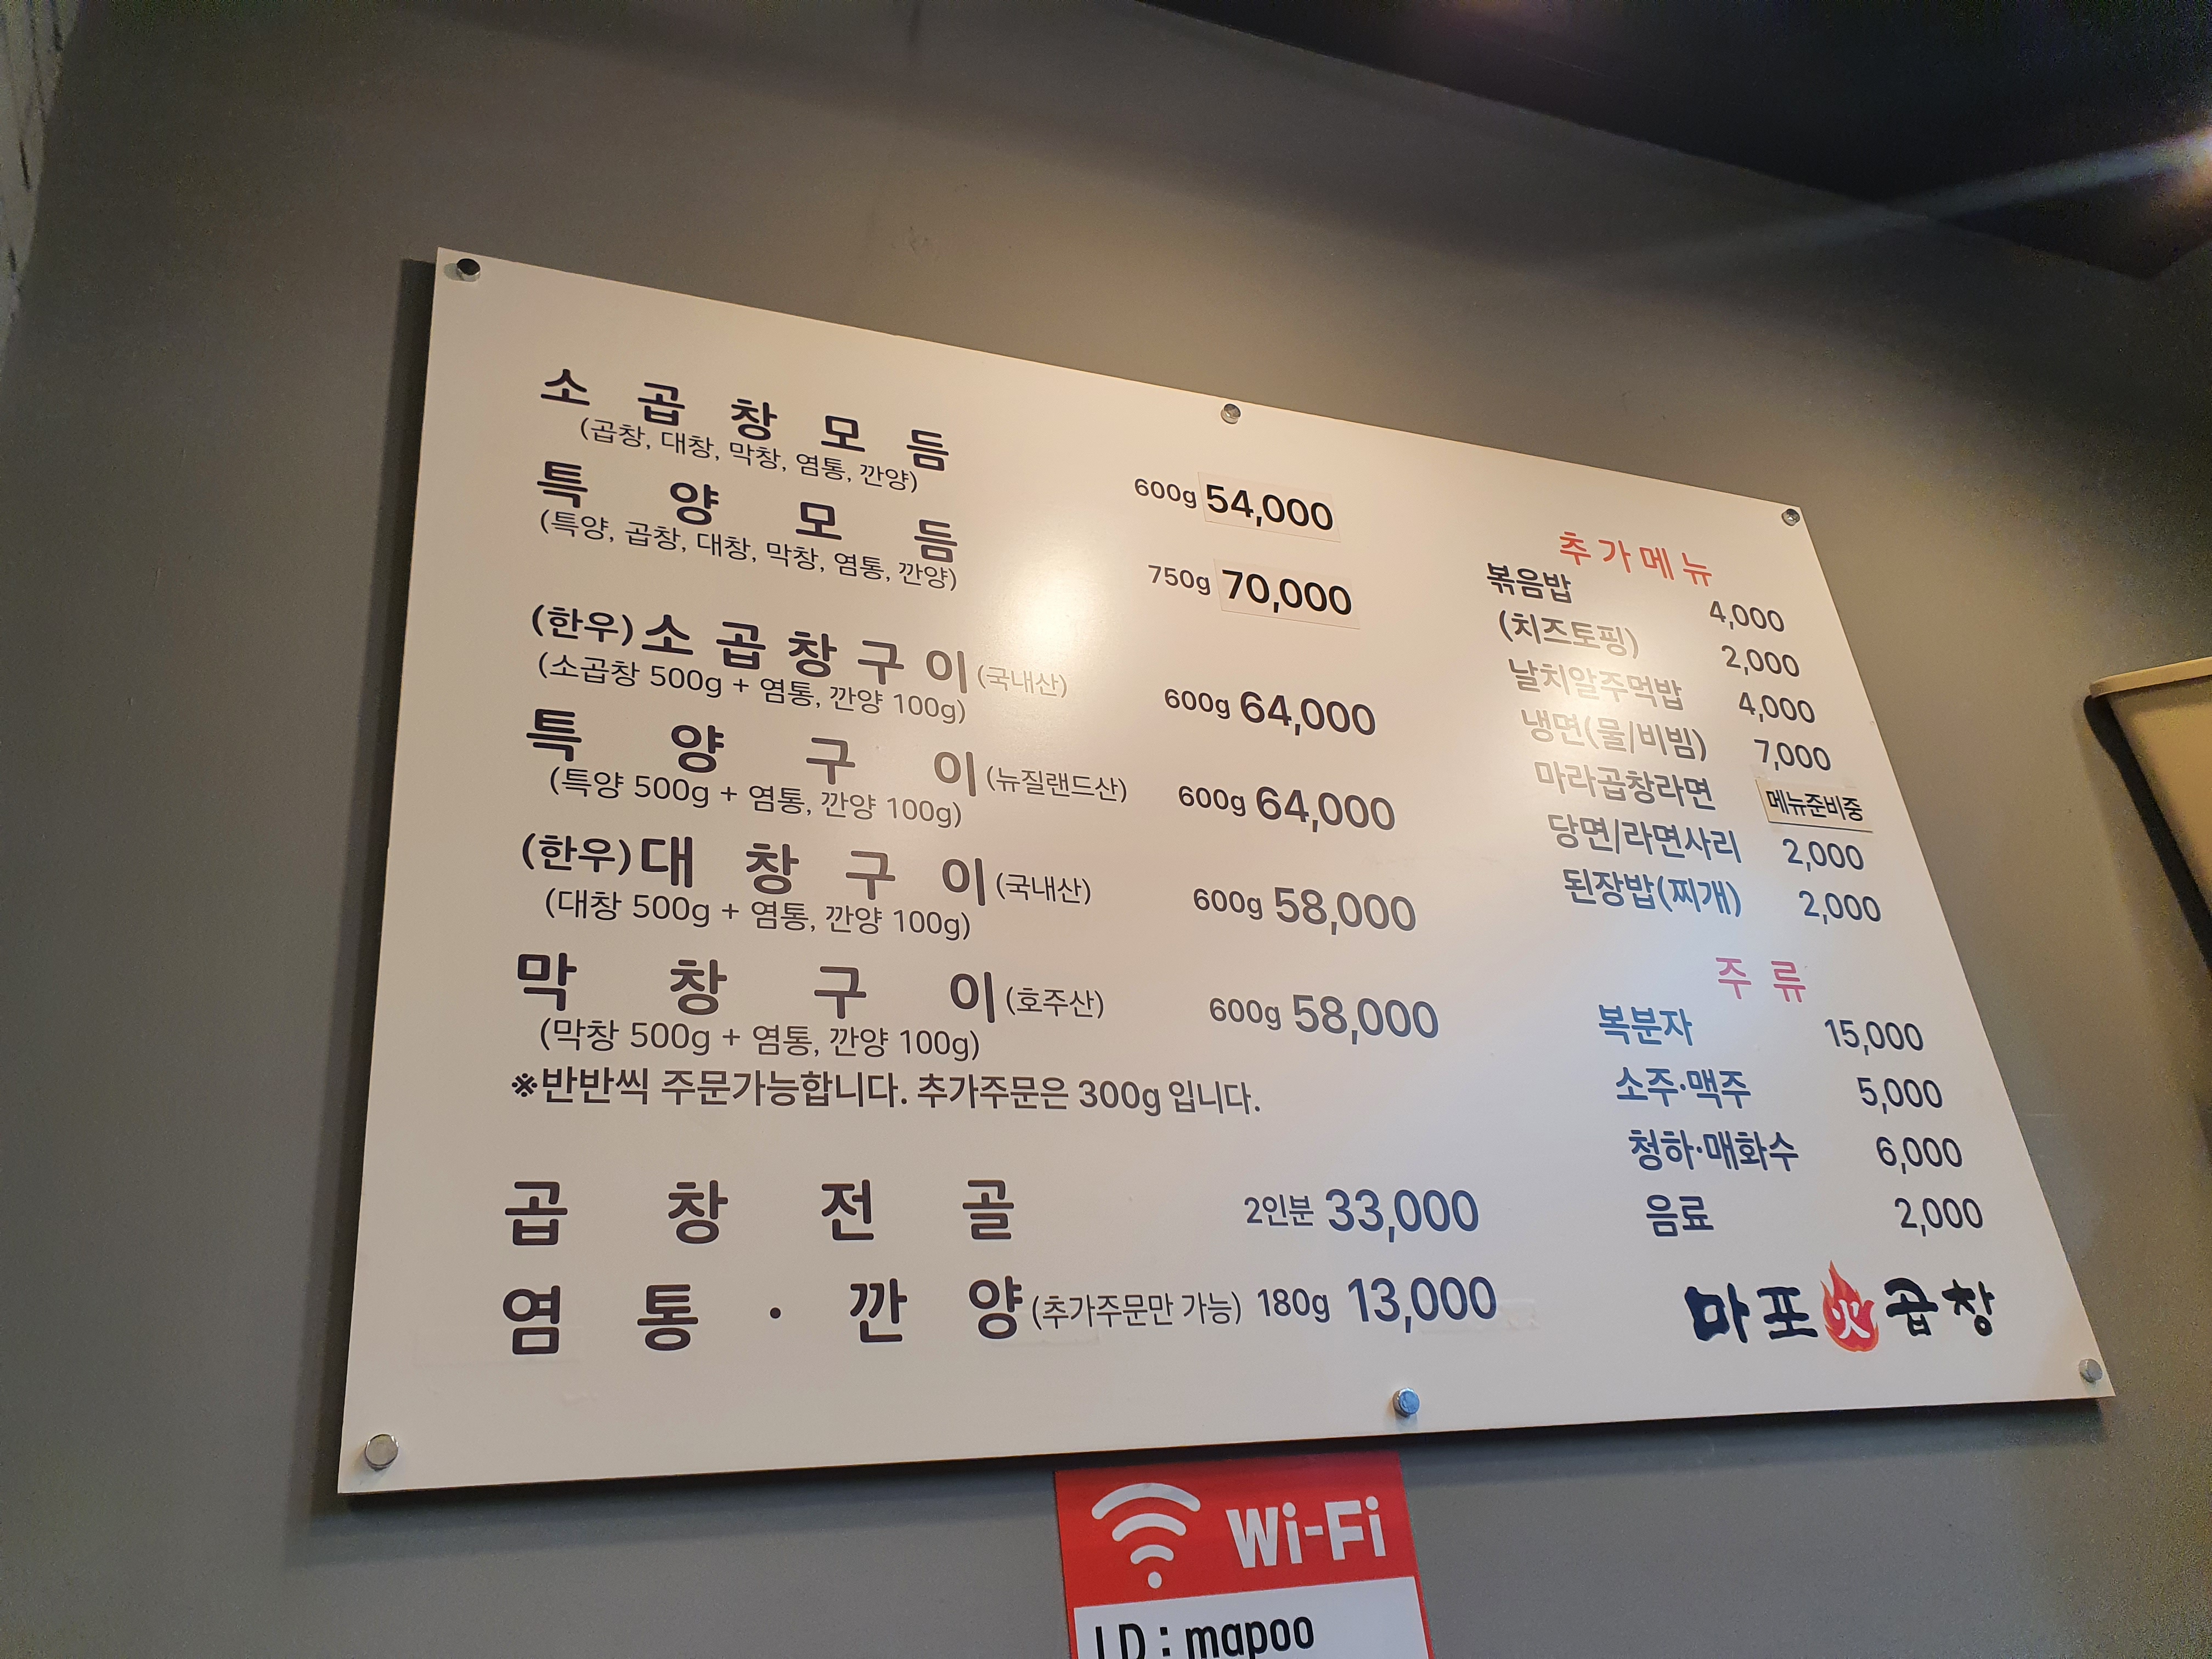 소 곱 창 모 듬
(곱창, 대창, 막창, 염통, 깐양)
600g 54,000
특 양 모 듬
(특양, 곱창, 대창, 막창, 염통, 깐양)
750g 70,000
(한우)소 곱 창 구 이(국내산)
(소곱창 500g + 염통, 깐양 100g)
600g 64,000
특 양 구 이(뉴질랜드산)
(특양 500g + 염통, 깐양 100g)
600g 64,000
(한우)대 창 구 이(국내산)
(대창 500g + 염통, 깐양 100g)
600g 58,000
막 창 구 이(호주산)
(막창 500g + 염통, 깐양 100g)
600g 58,000
※반반씩 주문가능합니다. 추가주문은 300g 입니다.
곱 창 전 골 2인분 33,000
염 통 · 깐 양(추가주문만 가능) 180g 13,000
추가메뉴
볶음밥 4,000
(치즈토핑) 2,000
날치알주먹밥 4,000
냉면(물/비빔) 7,000
마라곱창라면 메뉴준비중
당면/라면사리 2,000
된장밥(찌개) 2,000
주 류
복분자 15,000
소주·맥주 5,000
청하·매화수 6,000
음료 2,000
마포火곱창
Wi-Fi
I D : mapoo